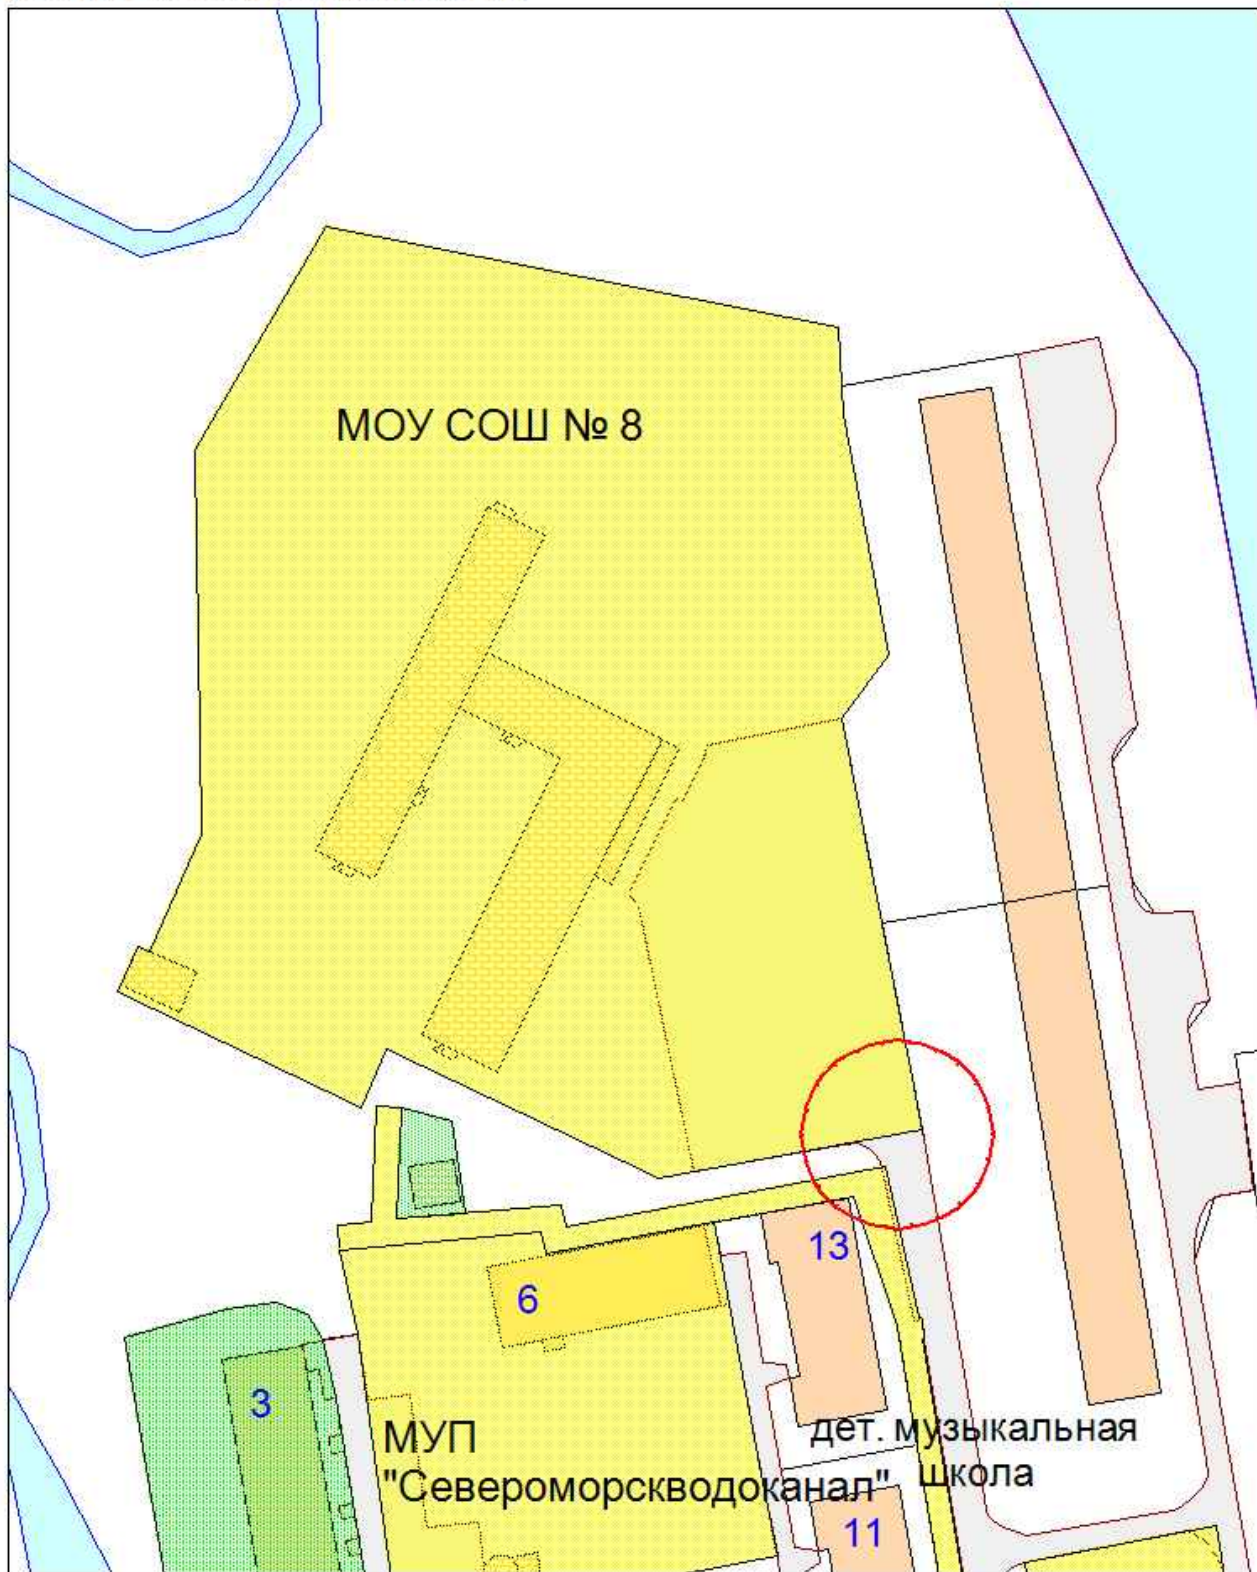 МОУ СОШ № 8
13
6
3
МУП
"Североморскводоканал"
дет. музыкальная
школа
11